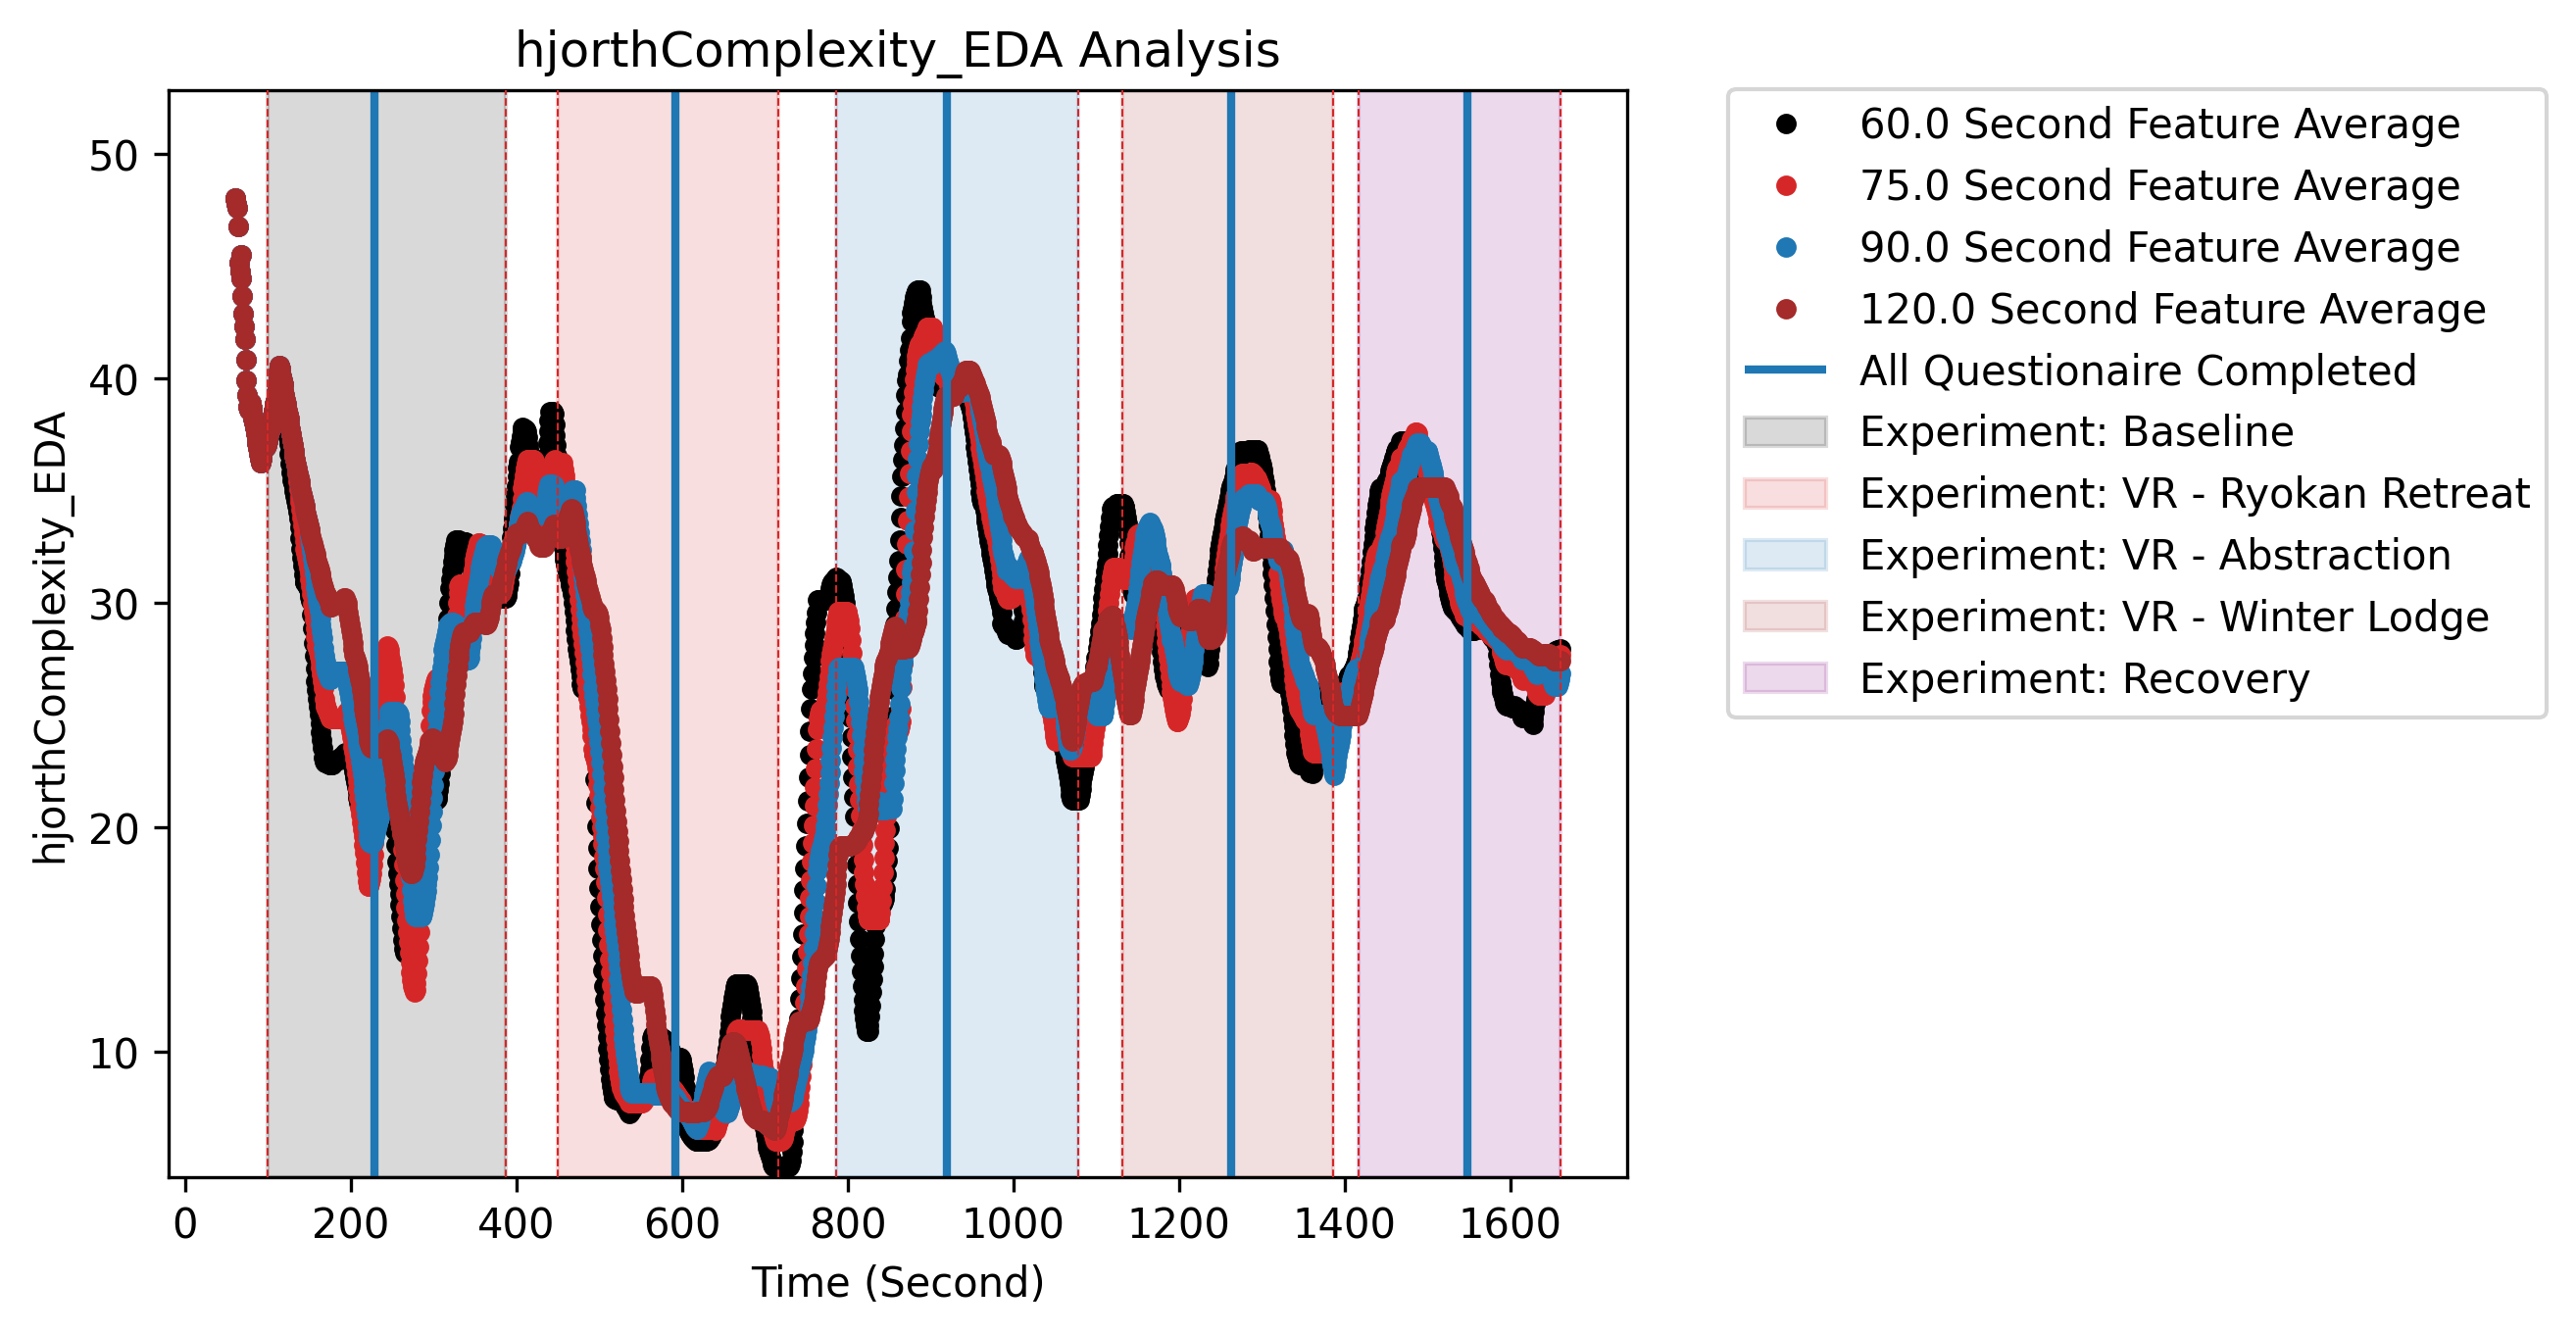 hjorthComplexity_EDA Analysis
hjorthComplexity_EDA
50
40
30
20
10
0 200 400 600 800 1000 1200 1400 1600
Time (Second)
60.0 Second Feature Average
75.0 Second Feature Average
90.0 Second Feature Average
120.0 Second Feature Average
All Questionaire Completed
Experiment: Baseline
Experiment: VR - Ryokan Retreat
Experiment: VR - Abstraction
Experiment: VR - Winter Lodge
Experiment: Recovery